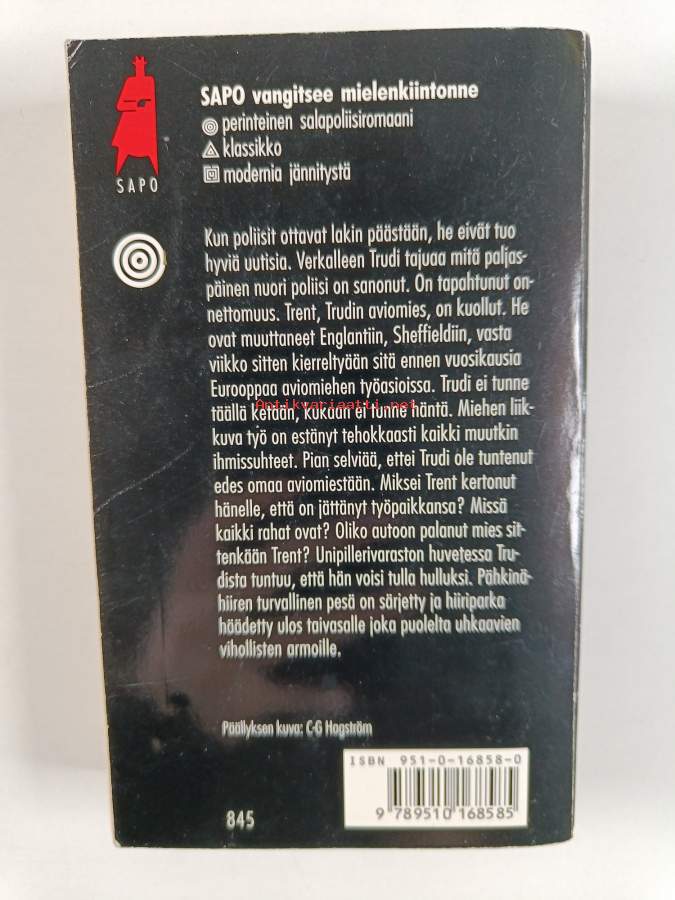 SAPO vangitsee mielenkiintonne
perinteinen salapoliisiromaani
klassikko
modernia jännitystä
SAPO
Kun poliisit ottavat lakin päästään, he eivät tuo
hyviä uutisia. Verkalleen Trudi tajuaa mitä paljas-
päinen nuori poliisi on sanonut. On tapahtunut on-
nettomuus. Trent, Trudin aviomies, on kuollut. He
ovat muuttaneet Englantiin, Sheffieldiin, vasta
viikko sitten kierreltyään sitä ennen vuosikausia
Eurooppaa aviomiehen työasioissa. Trudi ei tunne
Antikvariaatti.net
täällä ketään, kukaan ei tunne häntä. Miehen liik-
kuva työ on estänyt tehokkaasti kaikki muutkin
ihmissuhteet. Pian selviää, ettei Trudi ole tuntenut
edes omaa aviomiestään. Miksei Trent kertonut
hänelle, että on jättänyt työpaikkansa? Missä
kaikki rahat ovat? Oliko autoon palanut mies sit-
tenkään Trent? Unipillerivaraston huvetessa Tru-
dista tuntuu, että hän voisi tulla hulluksi. Pähkinä-
hiiren turvallinen pesä on särjetty ja hiiriparka
häädetty ulos taivasalle joka puolelta uhkaavien
vihollisten armoille.
Päällyksen kuva: C-G Hagström
ISBN 951-0-16858-0
9 789510 168585
845